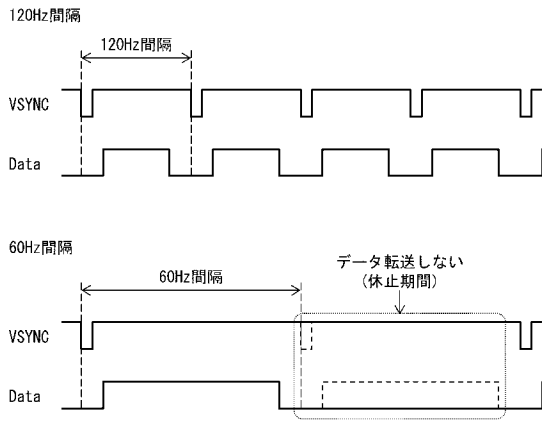 120Hz間隔
120Hz間隔
VSYNC
Data
60Hz間隔
60Hz間隔
データ転送しない
(休止期間)
VSYNC
Data